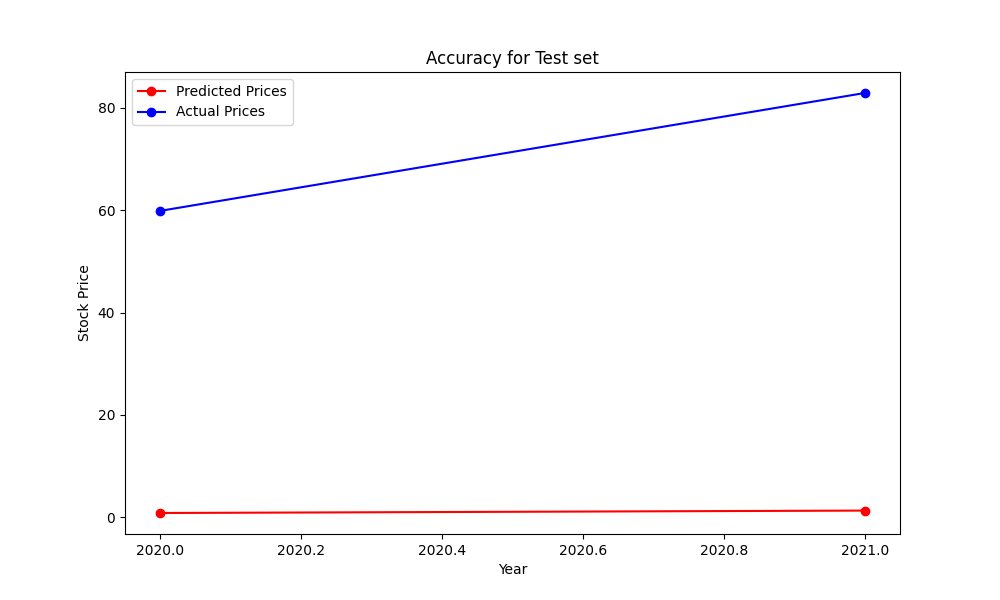 Accuracy for Test set
Predicted Prices
Actual Prices
80
60
40
20
0
Stock Price
2020.0 2020.2 2020.4 2020.6 2020.8 2021.0
Year